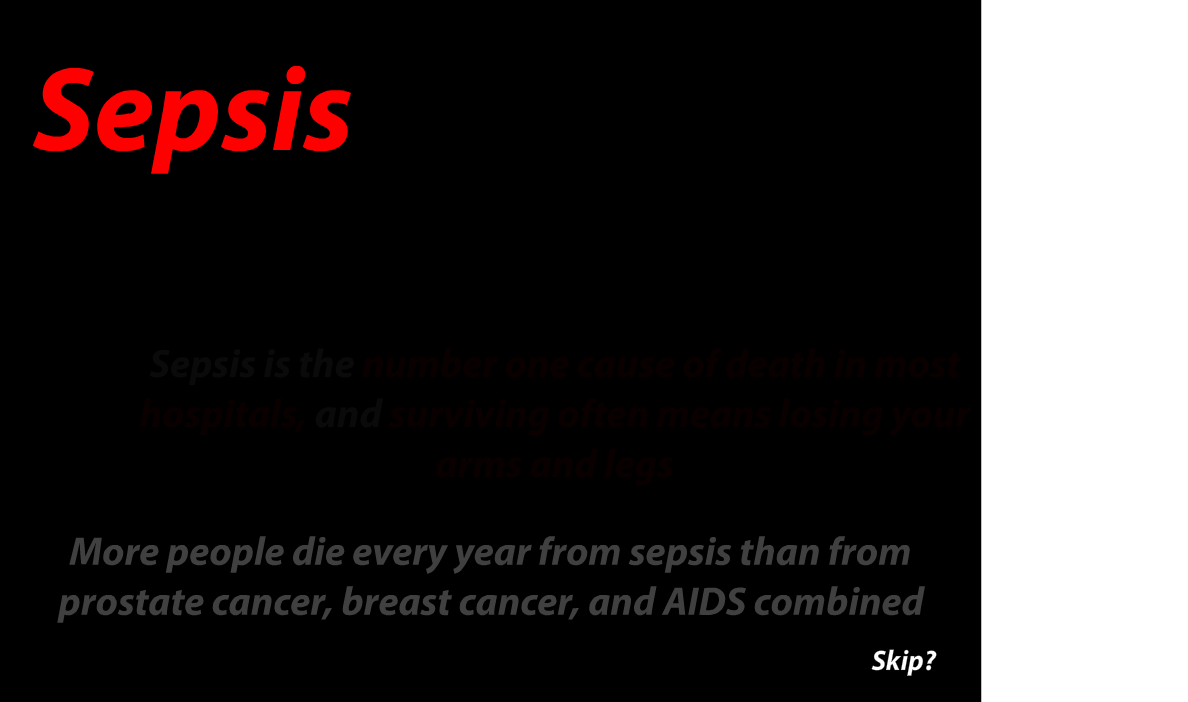 Sepsis
Sepsis is the number one cause of death in most
hospitals, and surviving often means losing your
arms and legs
More people die every year from sepsis than from
prostate cancer, breast cancer, and AIDS combined
Skip?